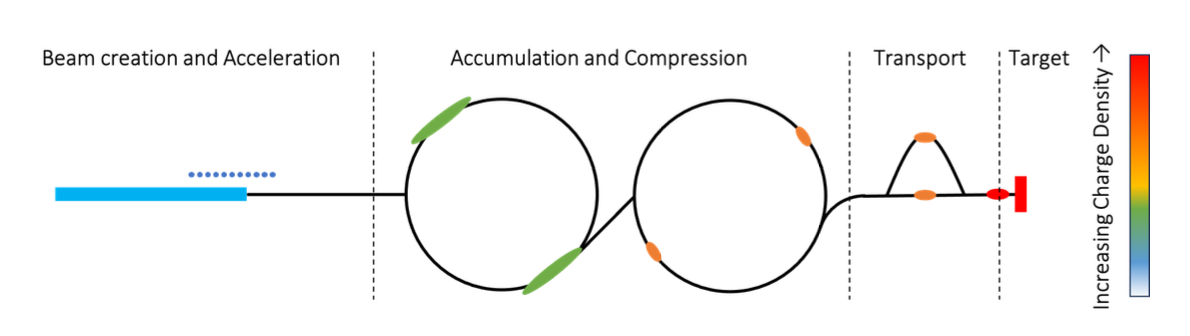 Beam creation and Acceleration
Accumulation and Compression
Transport
Target
Increasing Charge Density →